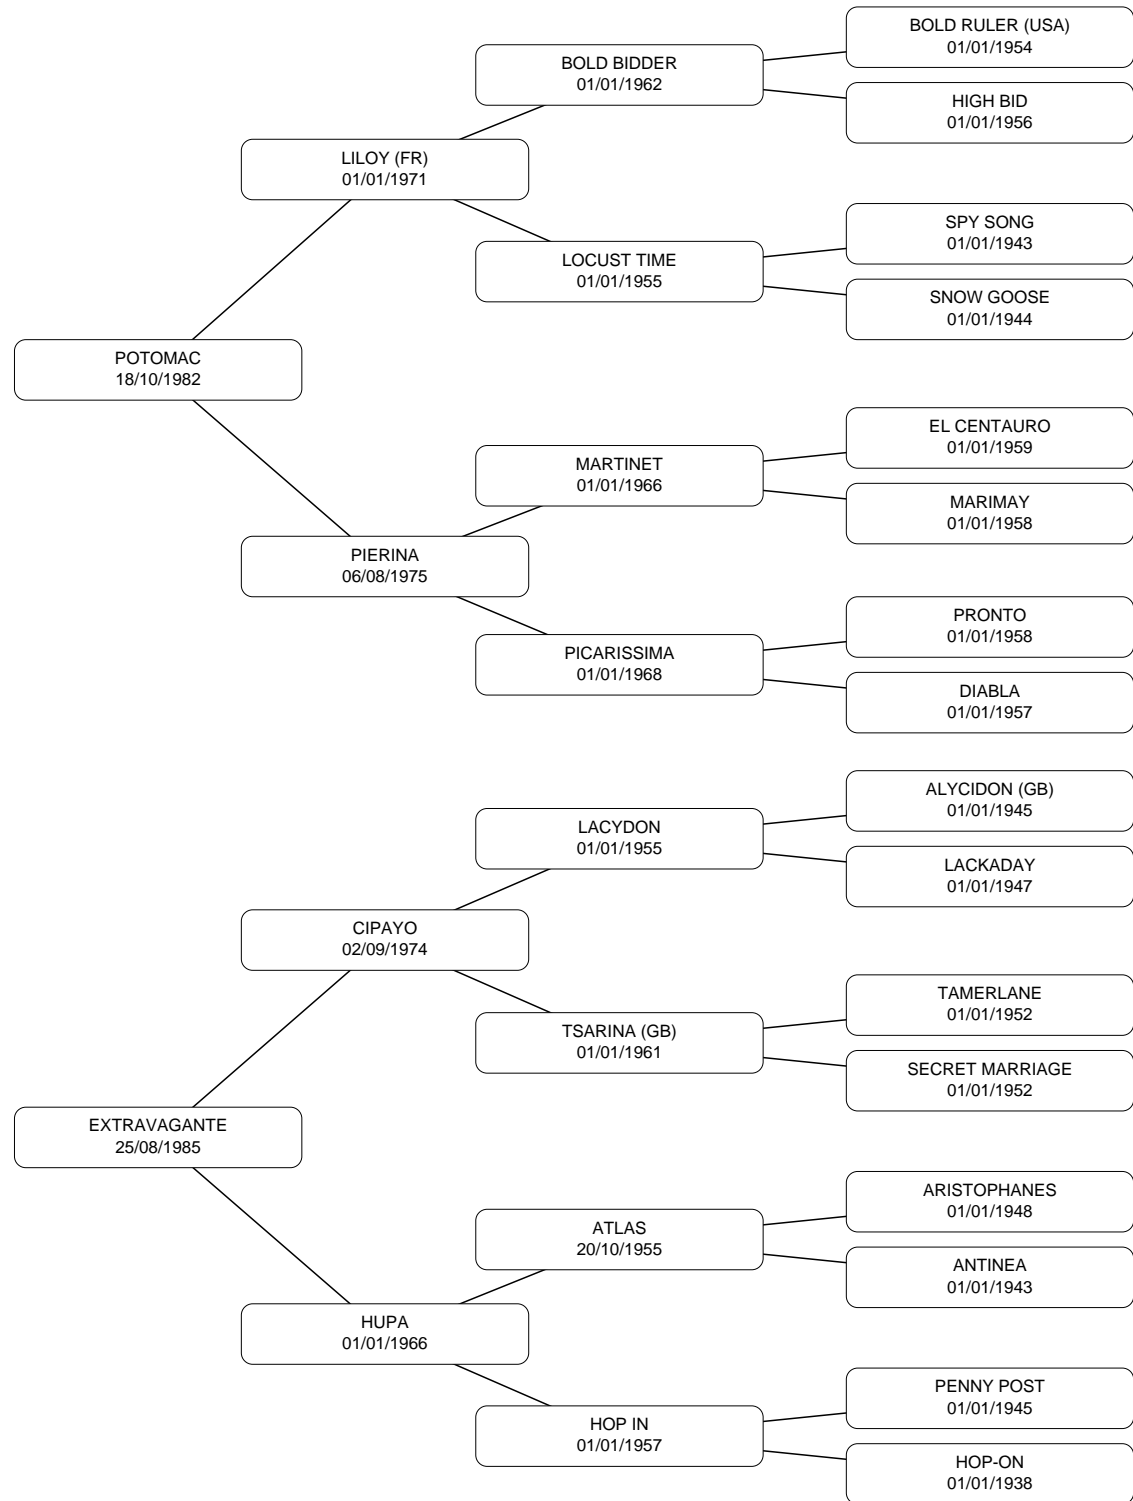 BOLD RULER (USA)
01/01/1954
BOLD BIDDER
01/01/1962
HIGH BID
01/01/1956
LILOY (FR)
01/01/1971
SPY SONG
01/01/1943
LOCUST TIME
01/01/1955
SNOW GOOSE
01/01/1944
POTOMAC
18/10/1982
EL CENTAURO
01/01/1959
MARTINET
01/01/1966
MARIMAY
01/01/1958
PIERINA
06/08/1975
PRONTO
01/01/1958
PICARISSIMA
01/01/1968
DIABLA
01/01/1957
ALYCIDON (GB)
01/01/1945
LACYDON
01/01/1955
LACKADAY
01/01/1947
CIPAYO
02/09/1974
TAMERLANE
01/01/1952
TSARINA (GB)
01/01/1961
SECRET MARRIAGE
01/01/1952
EXTRAVAGANTE
25/08/1985
ARISTOPHANES
01/01/1948
ATLAS
20/10/1955
ANTINEA
01/01/1943
HUPA
01/01/1966
PENNY POST
01/01/1945
HOP IN
01/01/1957
HOP-ON
01/01/1938